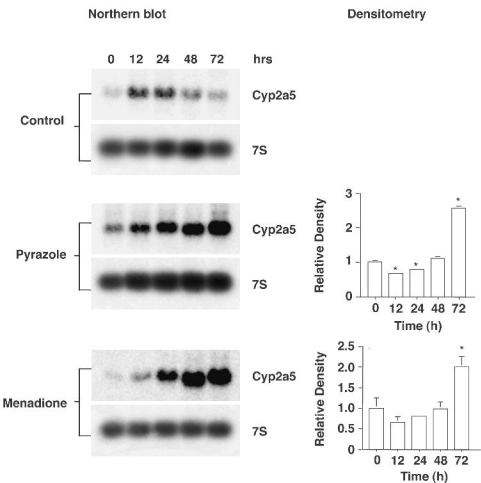 Northern blot
Densitometry
0 12 24 48 72 hrs
Cyp2a5
Control
7S
Cyp2a5
Pyrazole
7S
3
2
1
0
Relative Density
*
*
*
0 12 24 48 72
Time (h)
Cyp2a5
Menadione
7S
2.5
2.0
1.5
1.0
0.5
0
Relative Density
*
0 12 24 48 72
Time (h)